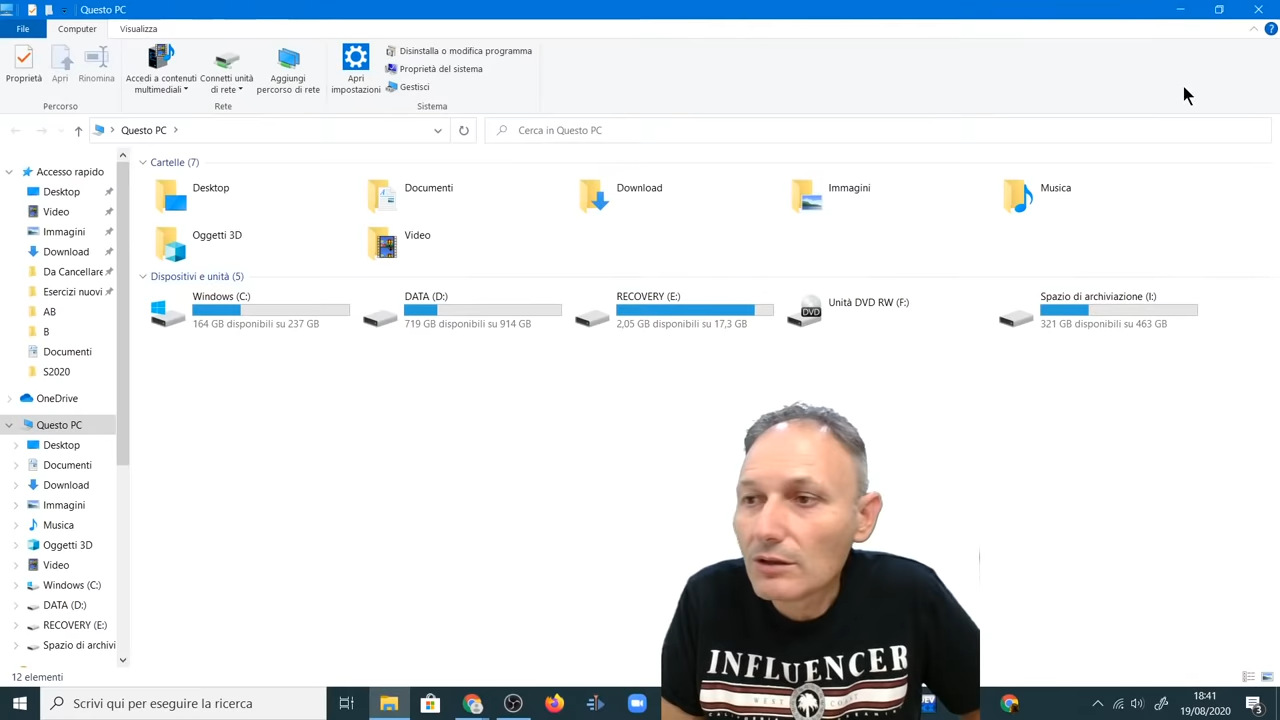 Questo PC
File
Computer
Visualizza
Proprietà
Apri
Rinomina
Accedi a contenuti multimediali
Connetti unità di rete
Aggiungi percorso di rete
Apri impostazioni
Disinstalla o modifica programma
Proprietà del sistema
Gestisci
Percorso
Rete
Sistema
Questo PC
Cerca in Questo PC
Accesso rapido
Desktop
Video
Immagini
Download
Da Cancellare
Esercizi nuovi
AB
B
Documenti
S2020
OneDrive
Questo PC
Desktop
Documenti
Download
Immagini
Musica
Oggetti 3D
Video
Windows (C:)
DATA (D:)
RECOVERY (E:)
Spazio di archivi
Cartelle (7)
Desktop
Documenti
Download
Immagini
Musica
Oggetti 3D
Video
Dispositivi e unità (5)
Windows (C:)
164 GB disponibili su 237 GB
DATA (D:)
719 GB disponibili su 914 GB
RECOVERY (E:)
2,05 GB disponibili su 17,3 GB
DVD
Unità DVD RW (F:)
Spazio di archiviazione (I:)
321 GB disponibili su 463 GB
INFLUENCER
WEST COAST
12 elementi
Scrivi qui per eseguire la ricerca
18:41
19/08/2020
3